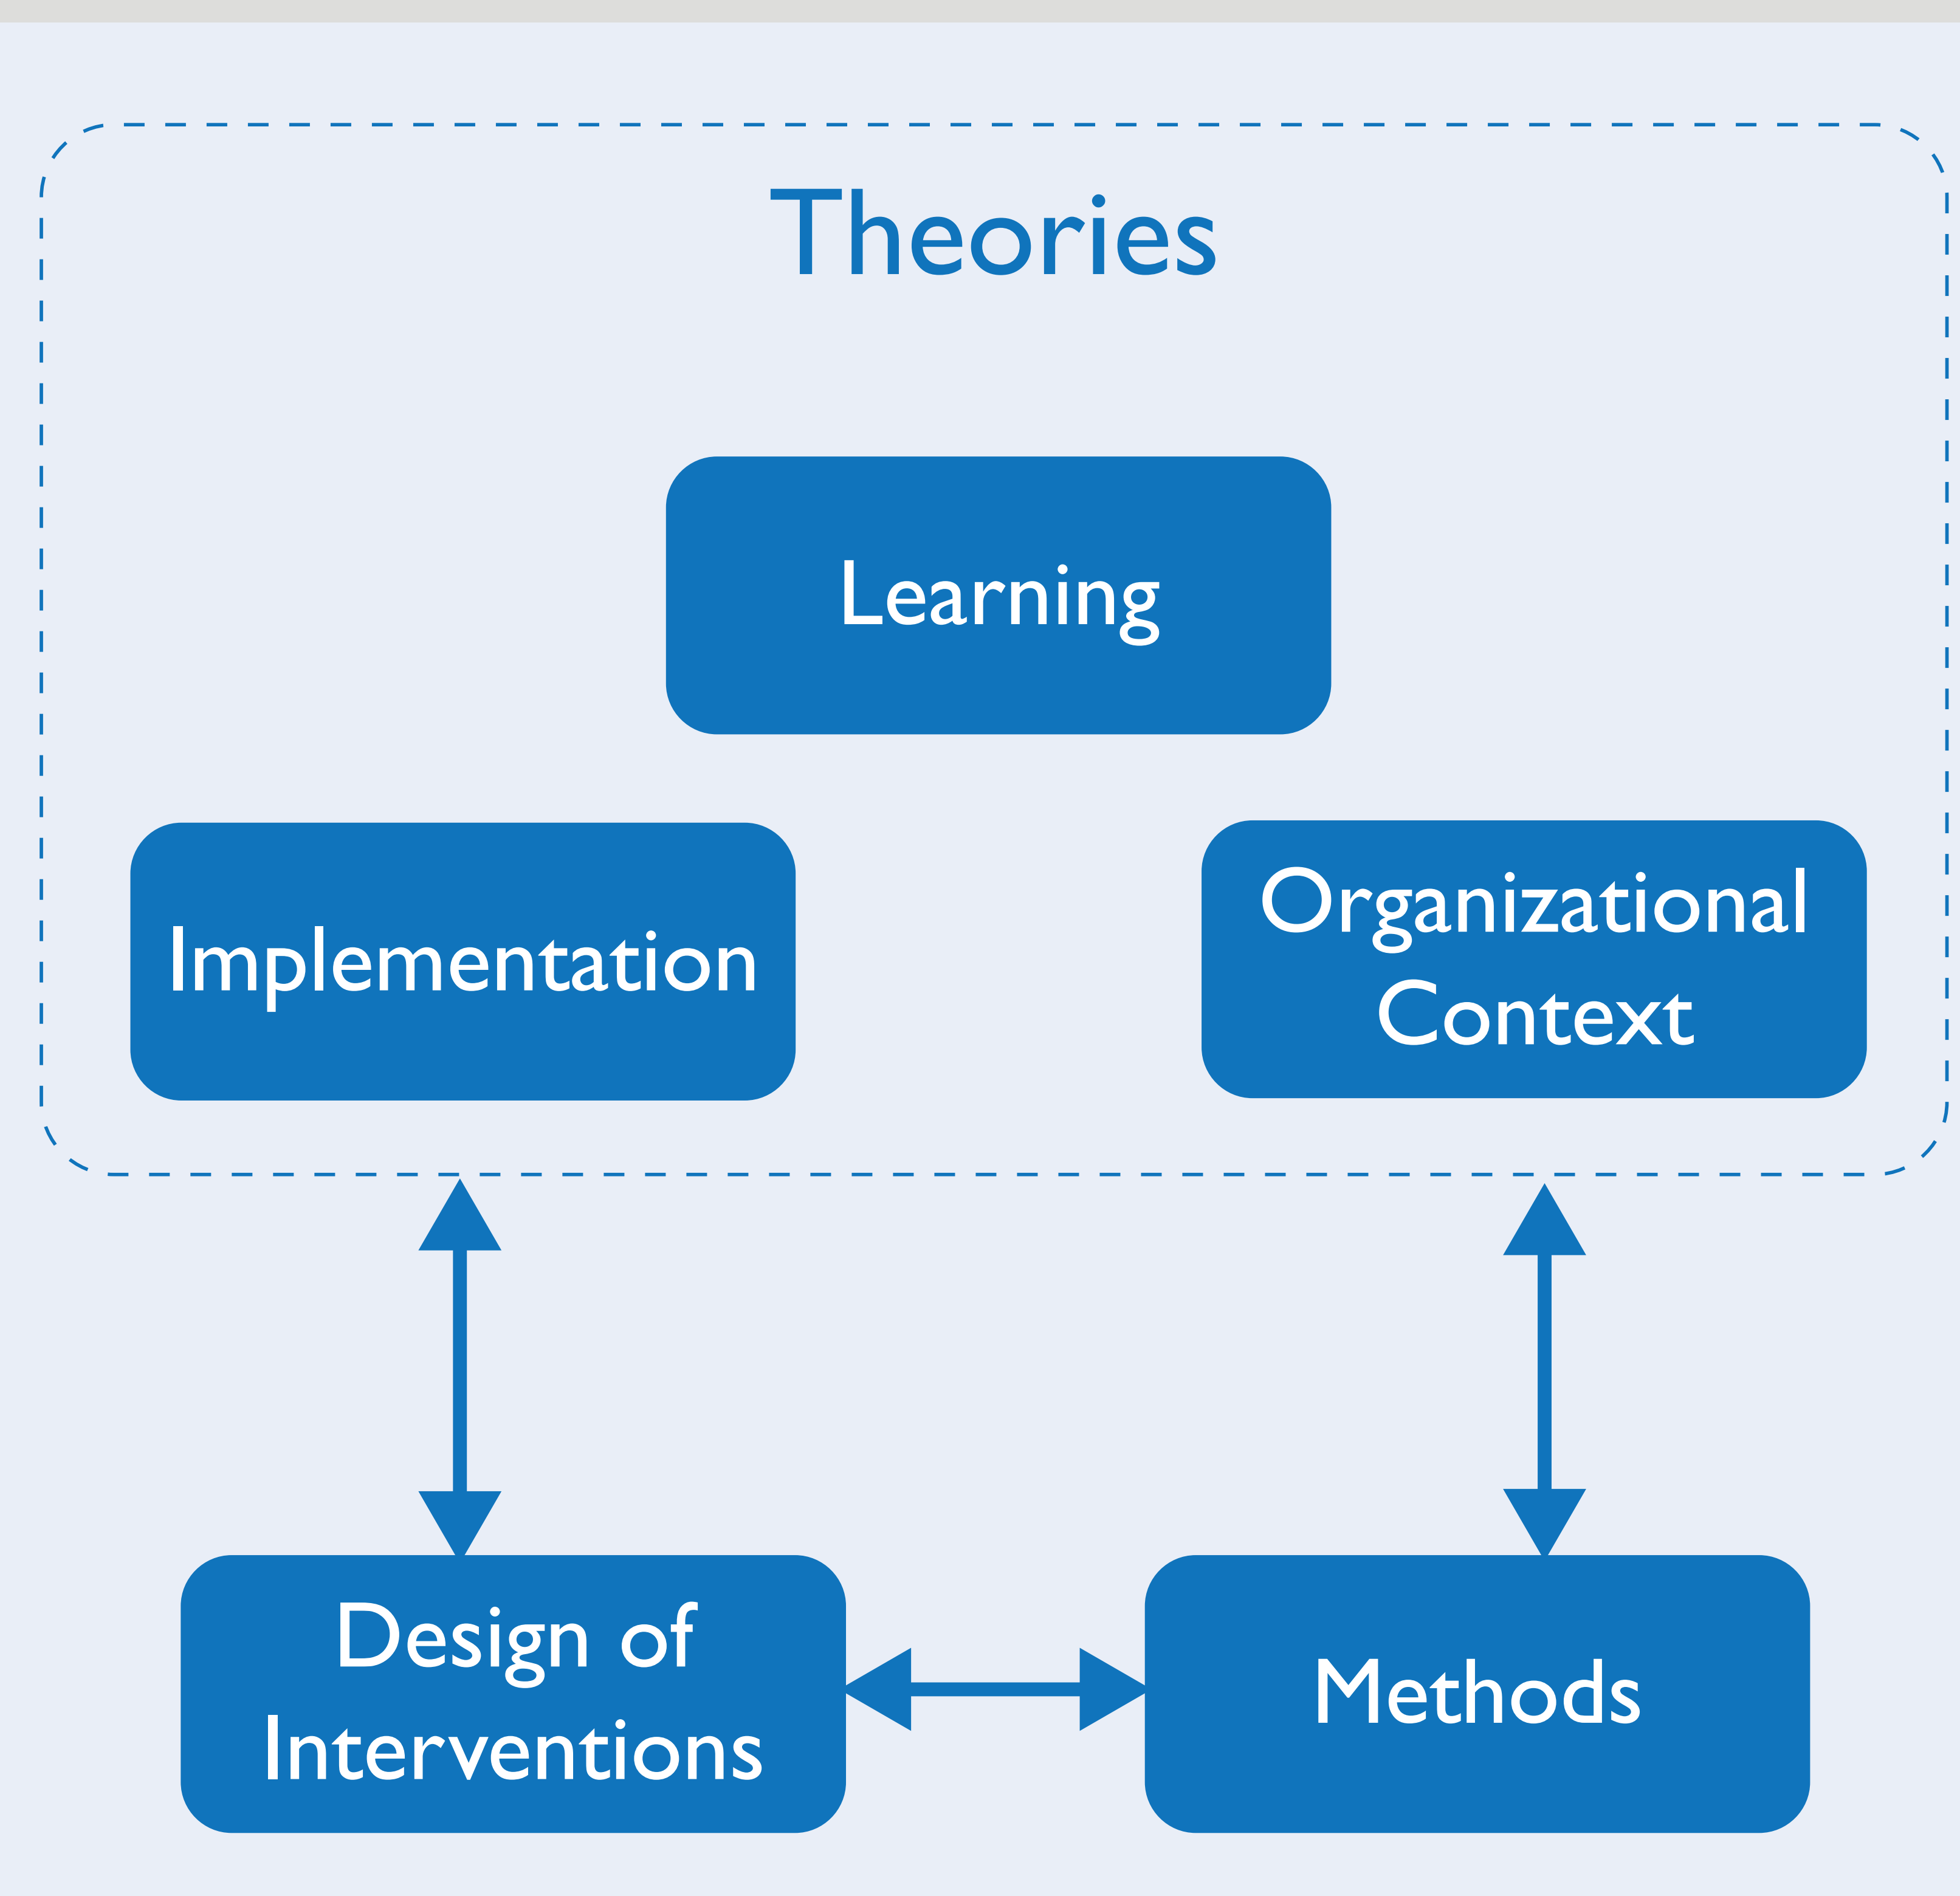 Theories
Learning
Implementation
Organizational
Context
Design of
Interventions
Methods